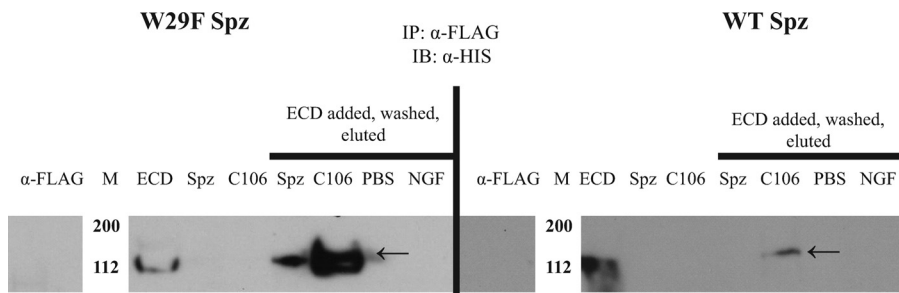 W29F Spz
IP: α-FLAG
IB: α-HIS
WT Spz
ECD added, washed,
eluted
ECD added, washed,
eluted
α-FLAG M ECD Spz C106 Spz C106 PBS NGF
α-FLAG M ECD Spz C106 Spz C106 PBS NGF
200
112
200
112